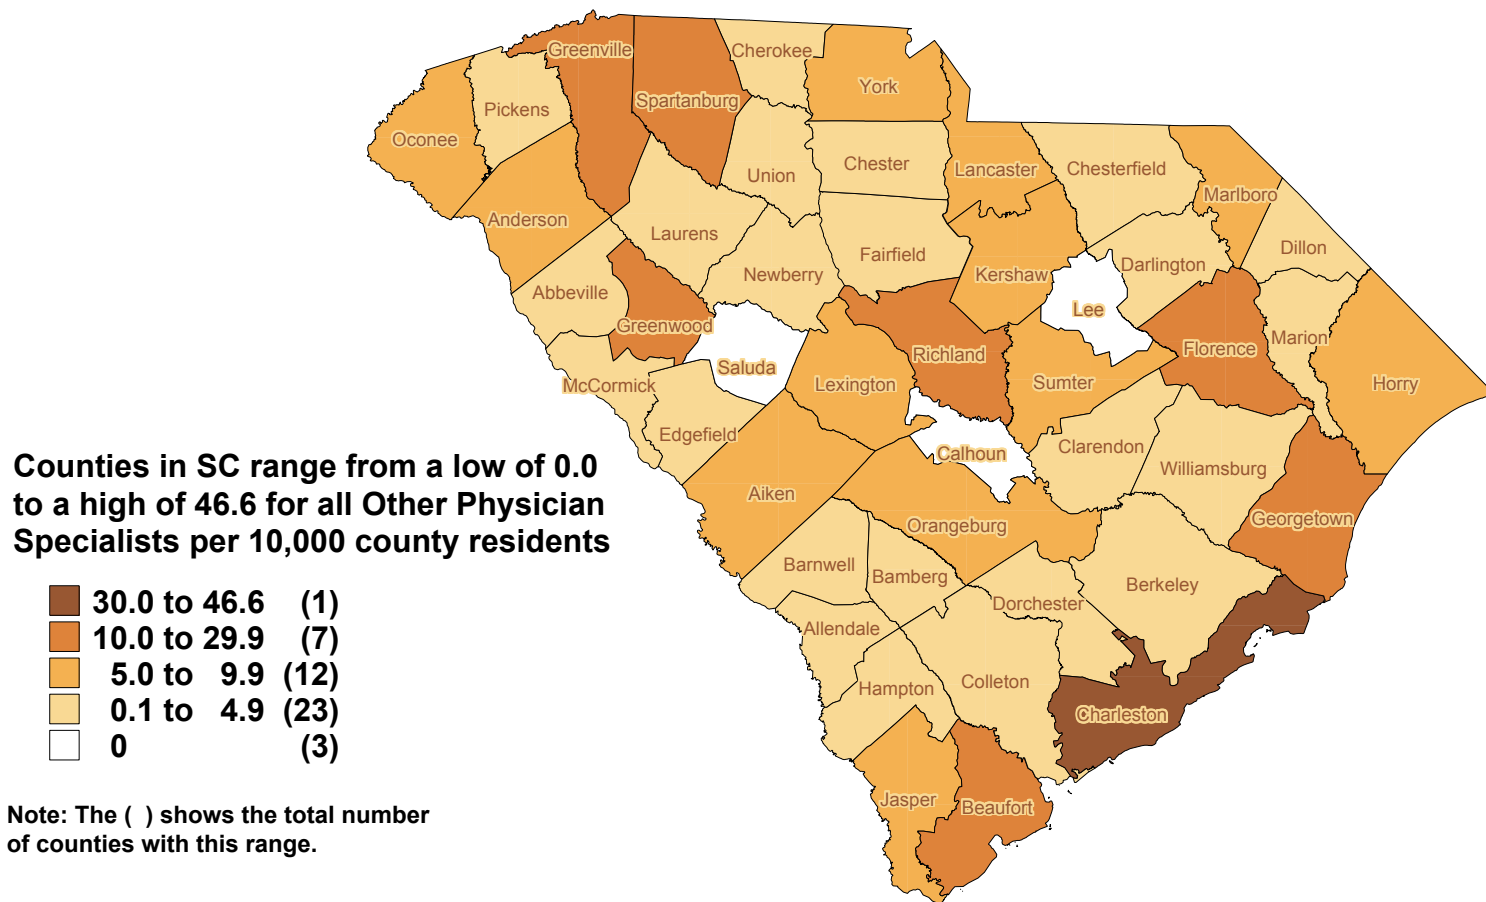 Greenville
Cherokee
York
Spartanburg
Pickens
Oconee
Chester
Union
Lancaster
Chesterfield
Marlboro
Anderson
Laurens
Fairfield
Dillon
Newberry
Kershaw
Darlington
Abbeville
Lee
Greenwood
Marion
Florence
Richland
Saluda
McCormick
Lexington
Sumter
Horry
Edgefield
Clarendon
Calhoun
Williamsburg
Aiken
Orangeburg
Georgetown
Barnwell
Bamberg
Berkeley
Dorchester
Allendale
Hampton
Colleton
Charleston
Jasper
Beaufort
Counties in SC range from a low of 0.0
to a high of 46.6 for all Other Physician
Specialists per 10,000 county residents
30.0 to 46.6 (1)
10.0 to 29.9 (7)
5.0 to 9.9 (12)
0.1 to 4.9 (23)
0 (3)
Note: The ( ) shows the total number
of counties with this range.